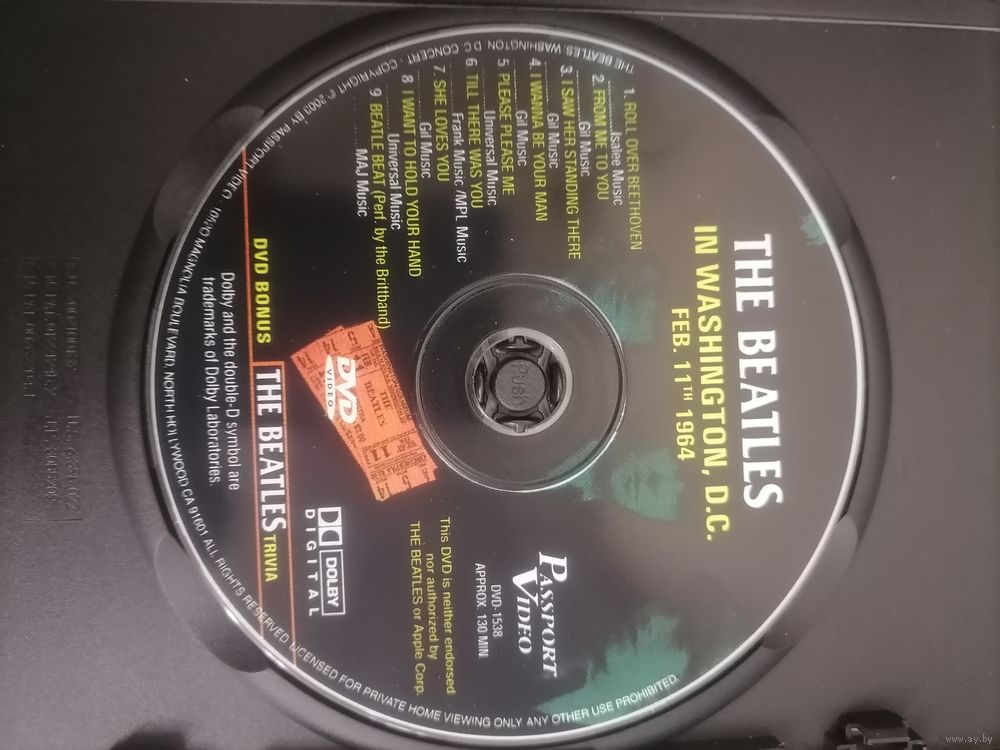 THE BEATLES
IN WASHINGTON, D.C.
FEB. 11TH 1964
1. ROLL OVER BEETHOVEN
Isalee Music
2. FROM ME TO YOU
Gil Music
3. I SAW HER STANDING THERE
Gil Music
4. I WANNA BE YOUR MAN
Gil Music
5 PLEASE PLEASE ME
Universal Music
6. TILL THERE WAS YOU
Frank Music /MPL Music
7. SHE LOVES YOU
Gil Music
8 I WANT TO HOLD YOUR HAND
Universal Music
9 BEATLE BEAT (Perf. by the Brittband)
MAJ Music
PASSPORT
VIDEO
DVD-1538
APPROX. 130 MIN.
This DVD is neither endorsed
nor authorized by
THE BEATLES or Apple Corp.
THE
BEATLES
11
DVD
VIDEO
DOLBY
DIGITAL
DVD BONUS THE BEATLES TRIVIA
Dolby and the double-D symbol are
trademarks of Dolby Laboratories.
THE BEATLES, WASHINGTON D.C. CONCERT · COPYRIGHT ℗ 2003 BY PASSPORT VIDEO · MAGNOLIA BOULEVARD, NORTH HOLLYWOOD CA 91601 ALL RIGHTS RESERVED. LICENSED FOR PRIVATE HOME VIEWING ONLY. ANY OTHER USE PROHIBITED.
Push
www.ay.by